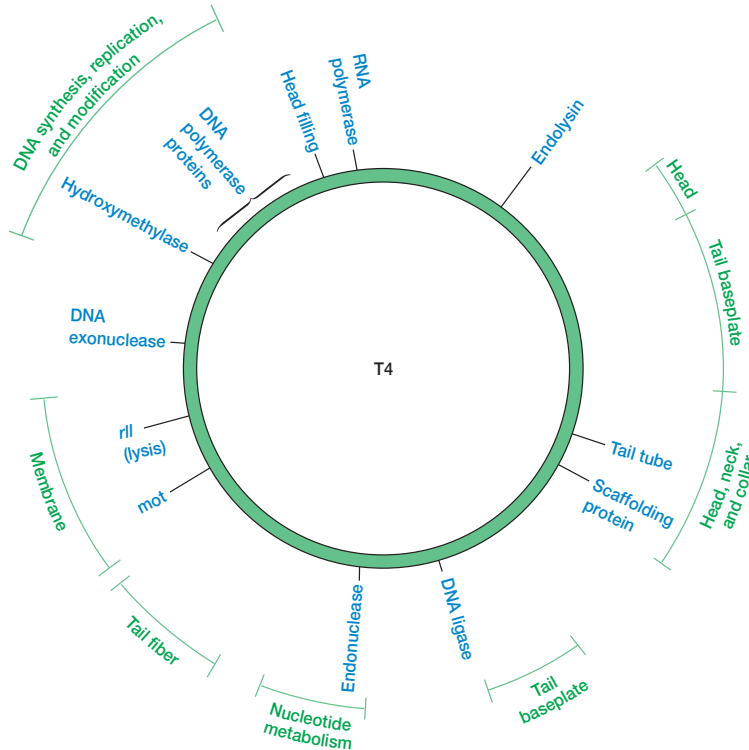 DNA synthesis, replication,
and modification
RNA
polymerase
Head filling
DNA
polymerase
proteins
Hydroxymethylase
Endolysin
Head
Tail baseplate
DNA
exonuclease
T4
rII
(lysis)
mot
Membrane
Tail tube
Scaffolding
protein
Head, neck,
and collar
Tail fiber
Endonuclease
DNA ligase
Nucleotide
metabolism
Tail
baseplate